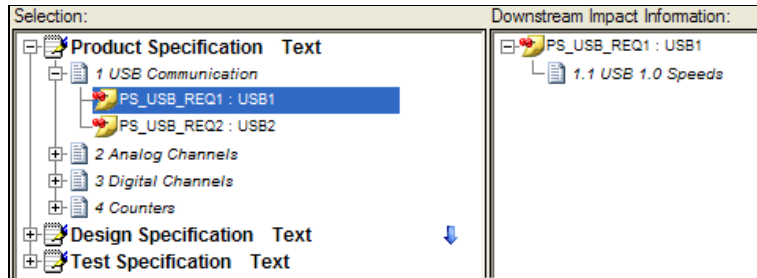 Selection:
Product Specification Text
1 USB Communication
PS_USB_REQ1 : USB1
PS_USB_REQ2 : USB2
2 Analog Channels
3 Digital Channels
4 Counters
Design Specification Text
Test Specification Text
Downstream Impact Information:
PS_USB_REQ1 : USB1
1.1 USB 1.0 Speeds